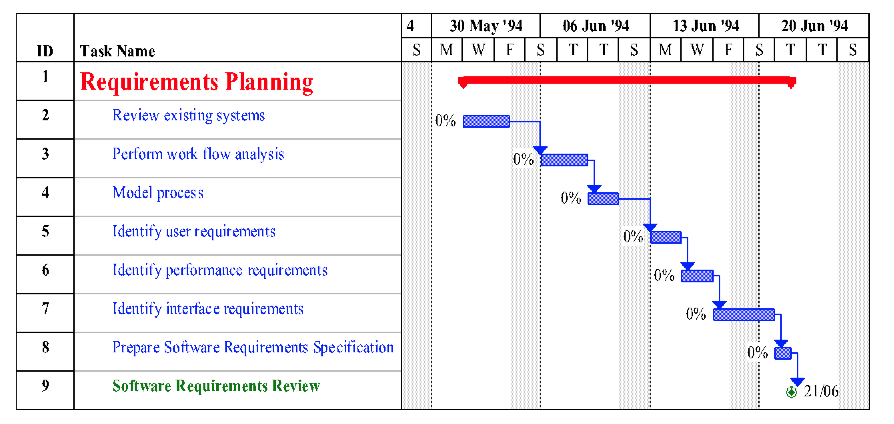 4 30 May '94 06 Jun '94 13 Jun '94 20 Jun '94
ID Task Name S M W F S T T S M W F S T T S
1 Requirements Planning
2 Review existing systems 0%
3 Perform work flow analysis 0%
4 Model process 0%
5 Identify user requirements 0%
6 Identify performance requirements 0%
7 Identify interface requirements 0%
8 Prepare Software Requirements Specification 0%
9 Software Requirements Review 21/06